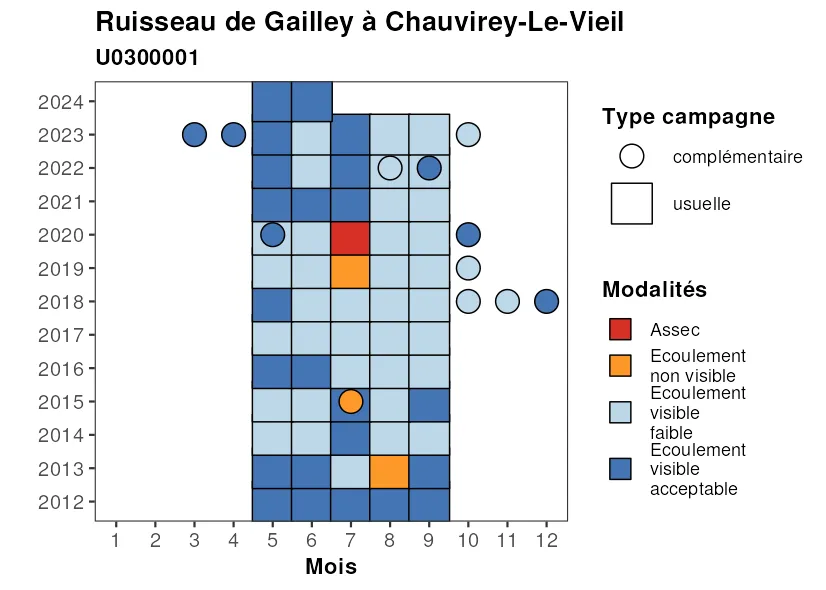 Ruisseau de Gailley à Chauvirey-Le-Vieil
U0300001
2024
2023
2022
2021
2020
2019
2018
2017
2016
2015
2014
2013
2012
1 2 3 4 5 6 7 8 9 10 11 12
Mois
Type campagne
complémentaire
usuelle
Modalités
Assec
Ecoulement
non visible
Ecoulement
visible
faible
Ecoulement
visible
acceptable